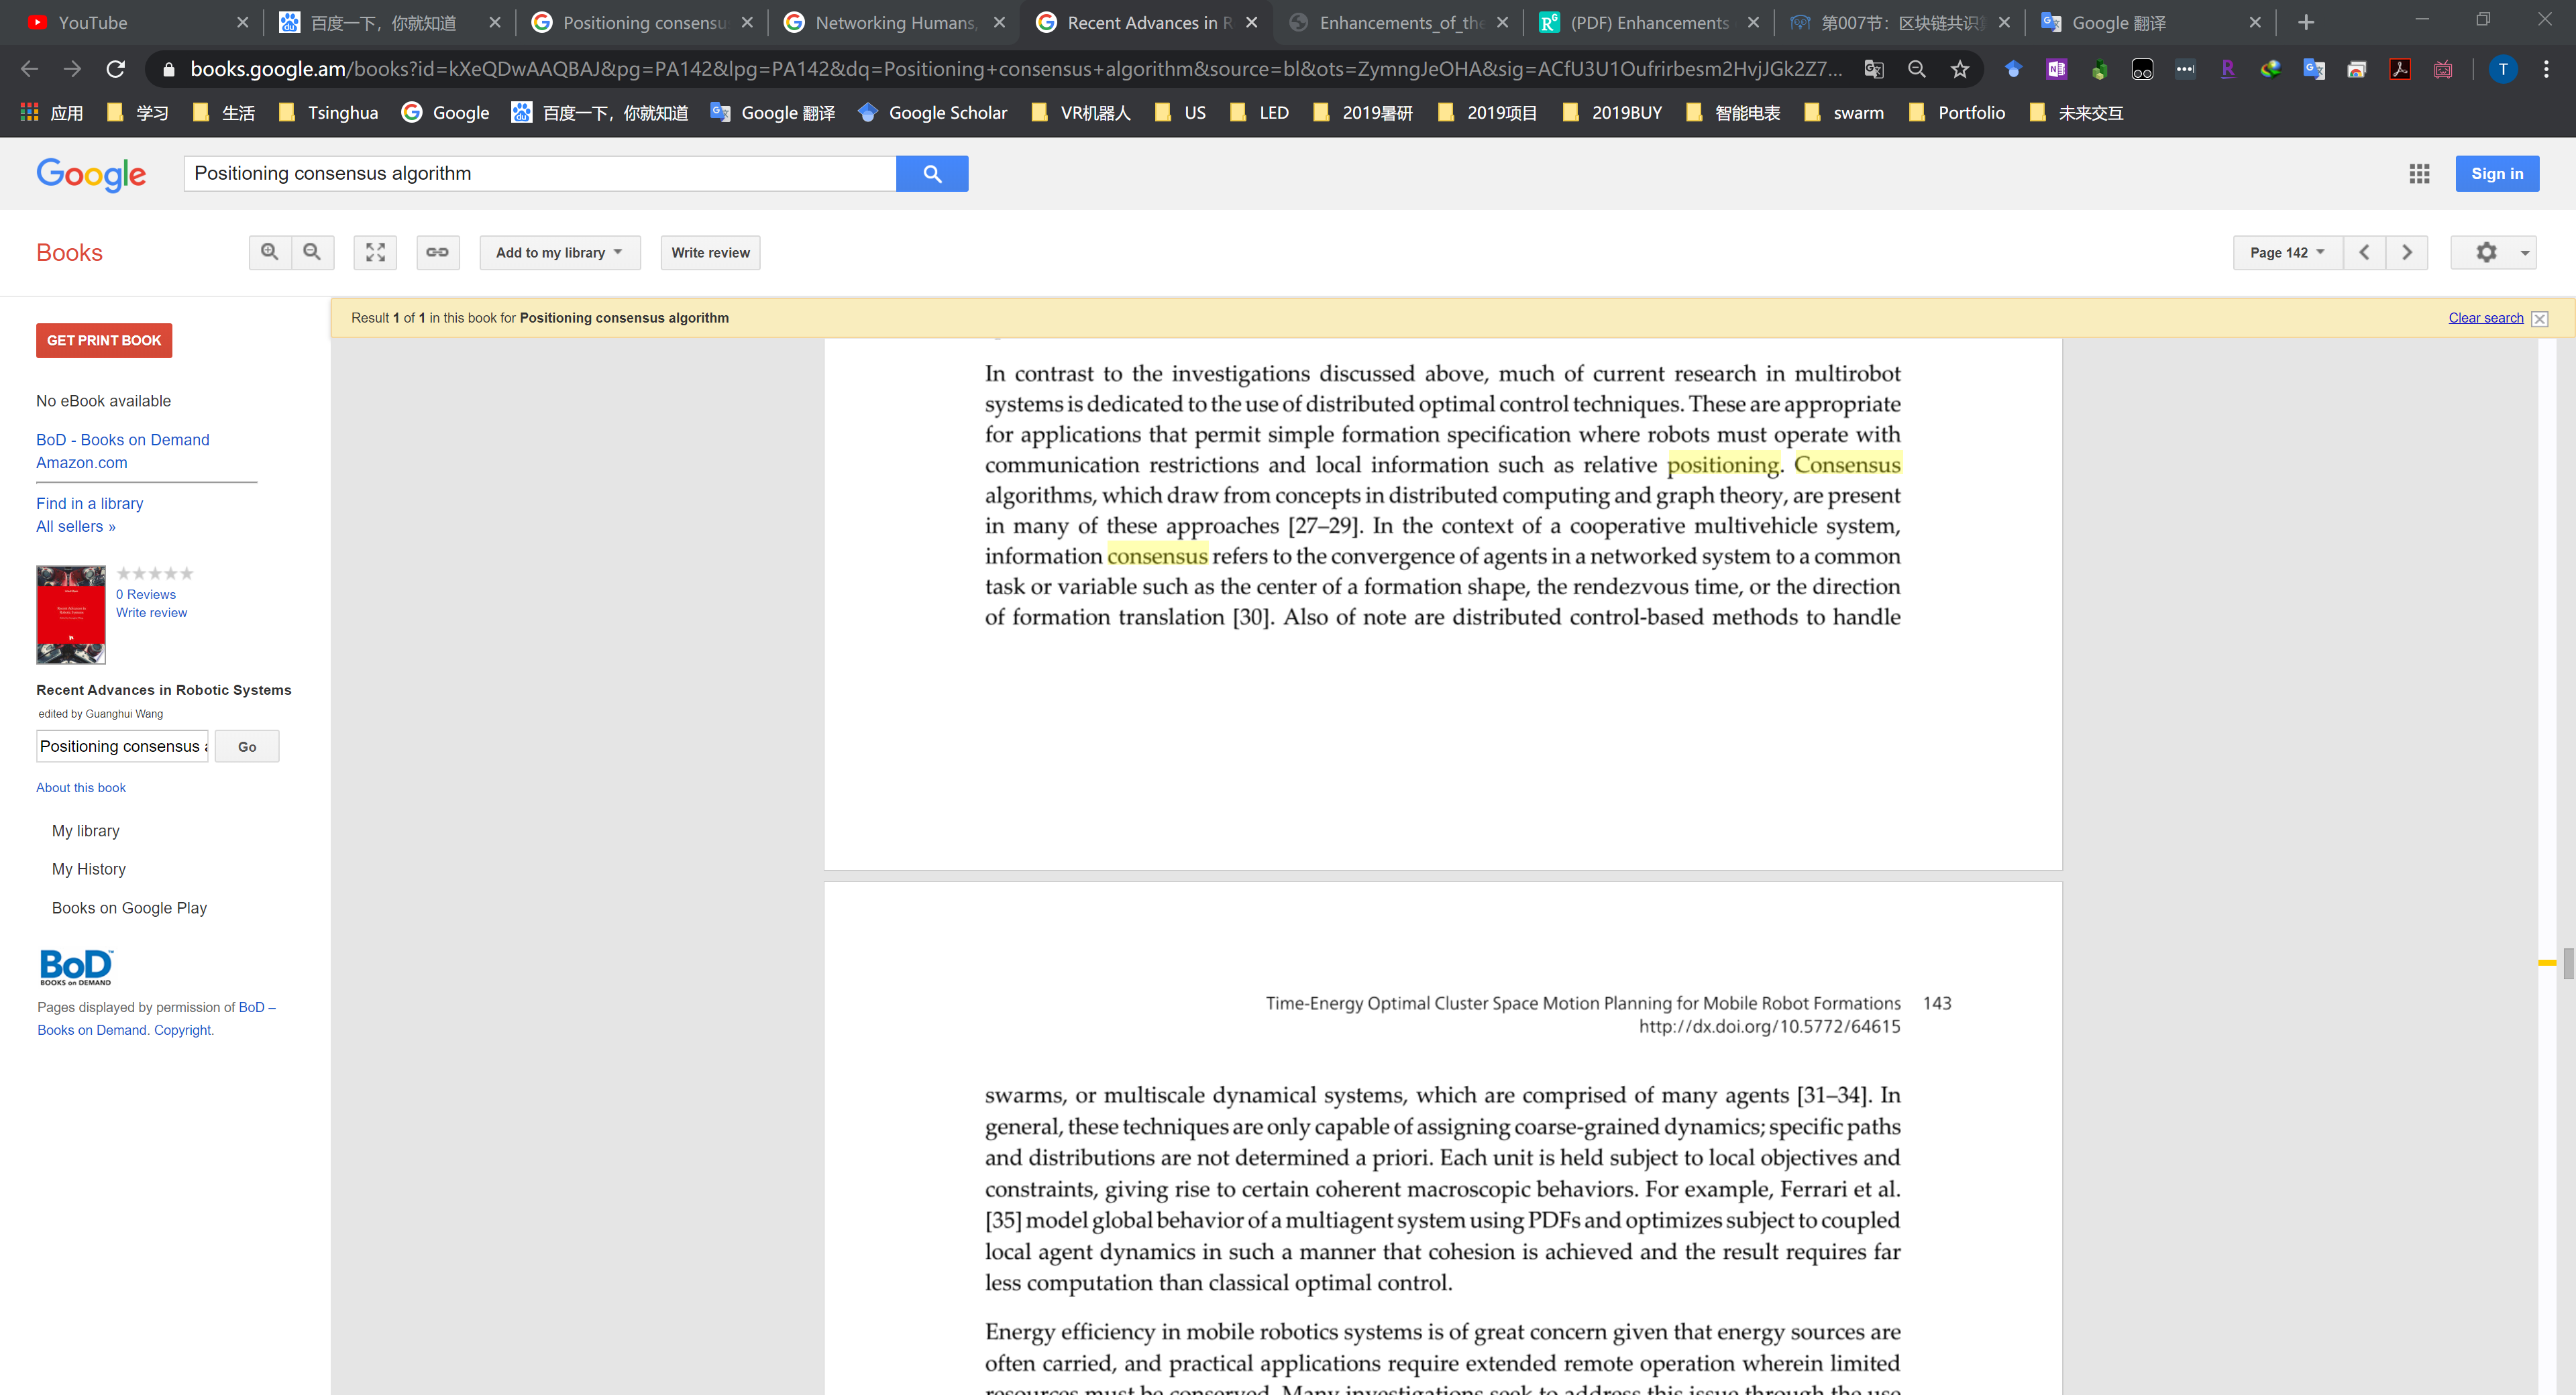 YouTube
百度一下，你就知道
Positioning consensu
Networking Humans,
Recent Advances in R
Enhancements_of_the
(PDF) Enhancements
第007节：区块链共识
Google 翻译
books.google.am/books?id=kXeQDwAAQBAJ&pg=PA142&lpg=PA142&dq=Positioning+consensus+algorithm&source=bl&ots=ZymngJeOHA&sig=ACfU3U1Oufrirbesm2HvjJGk2Z7...
T
应用
学习
生活
Tsinghua
Google
百度一下，你就知道
Google 翻译
Google Scholar
VR机器人
US
LED
2019暑研
2019项目
2019BUY
智能电表
swarm
Portfolio
未来交互
Google
Positioning consensus algorithm
Sign in
Books
Add to my library
Write review
Page 142
GET PRINT BOOK
Result 1 of 1 in this book for Positioning consensus algorithm
Clear search
No eBook available
BoD - Books on Demand
Amazon.com
Find in a library
All sellers »
0 Reviews
Write review
Recent Advances in Robotic Systems
edited by Guanghui Wang
Positioning consensus
Go
About this book
My library
My History
Books on Google Play
BoD
BOOKS on DEMAND
Pages displayed by permission of BoD –
Books on Demand. Copyright.
In contrast to the investigations discussed above, much of current research in multirobot
systems is dedicated to the use of distributed optimal control techniques. These are appropriate
for applications that permit simple formation specification where robots must operate with
communication restrictions and local information such as relative positioning. Consensus
algorithms, which draw from concepts in distributed computing and graph theory, are present
in many of these approaches [27–29]. In the context of a cooperative multivehicle system,
information consensus refers to the convergence of agents in a networked system to a common
task or variable such as the center of a formation shape, the rendezvous time, or the direction
of formation translation [30]. Also of note are distributed control-based methods to handle
Time-Energy Optimal Cluster Space Motion Planning for Mobile Robot Formations 143
http://dx.doi.org/10.5772/64615
swarms, or multiscale dynamical systems, which are comprised of many agents [31–34]. In
general, these techniques are only capable of assigning coarse-grained dynamics; specific paths
and distributions are not determined a priori. Each unit is held subject to local objectives and
constraints, giving rise to certain coherent macroscopic behaviors. For example, Ferrari et al.
[35] model global behavior of a multiagent system using PDFs and optimizes subject to coupled
local agent dynamics in such a manner that cohesion is achieved and the result requires far
less computation than classical optimal control.
Energy efficiency in mobile robotics systems is of great concern given that energy sources are
often carried, and practical applications require extended remote operation wherein limited
resources must be conserved. Many investigations seek to address this issue through the use